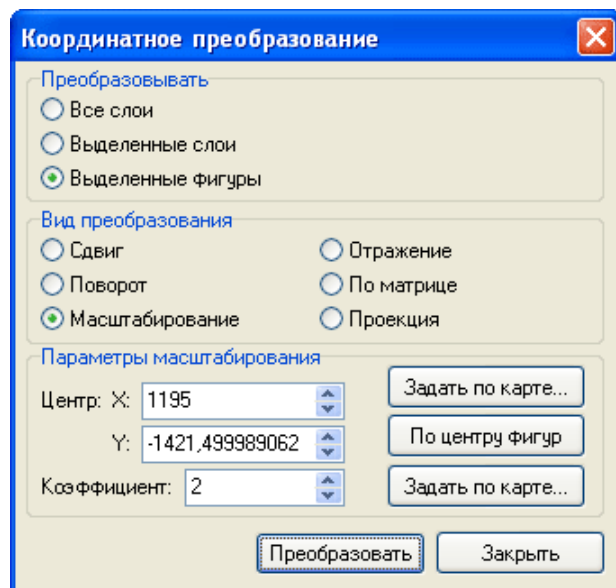 Координатное преобразование
Преобразовывать
Все слои
Выделенные слои
Выделенные фигуры
Вид преобразования
Сдвиг Отражение
Поворот По матрице
Масштабирование Проекция
Параметры масштабирования
Центр: X: 1195 Задать по карте...
Y: -1421,499989062 По центру фигур
Коэффициент: 2 Задать по карте...
Преобразовать Закрыть